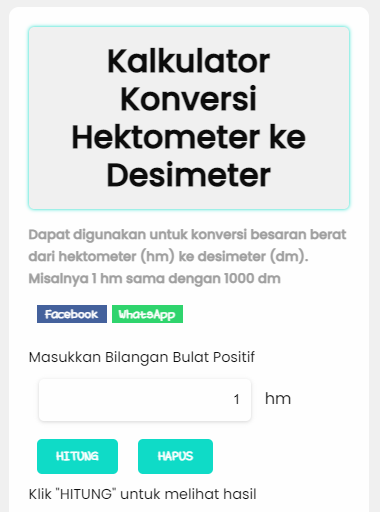 Kalkulator
Konversi
Hektometer ke
Desimeter
Dapat digunakan untuk konversi besaran berat
dari hektometer (hm) ke desimeter (dm).
Misalnya 1 hm sama dengan 1000 dm
Facebook WhatsApp
Masukkan Bilangan Bulat Positif
1 hm
HITUNG HAPUS
Klik "HITUNG" untuk melihat hasil